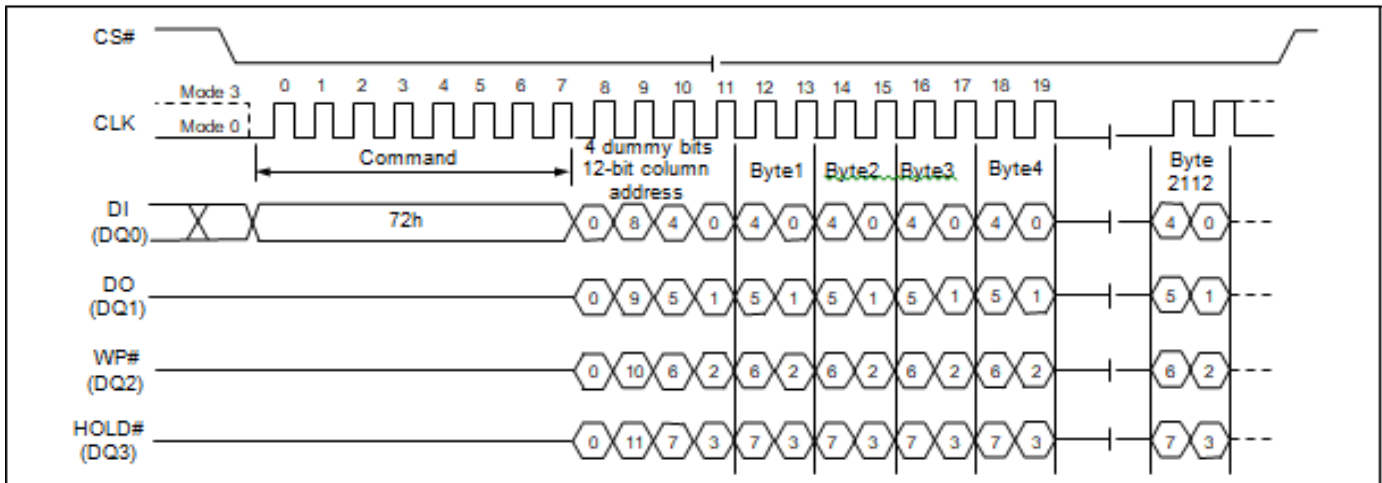 CS#
Mode 3
0 1 2 3 4 5 6 7 8 9 10 11 12 13 14 15 16 17 18 19
CLK
Mode 0
Command
4 dummy bits
12-bit column
address
Byte1 Byte2 Byte3 Byte4
Byte
2112
DI
(DQ0)
72h
0 8 4 0 4 0 4 0 4 0 4 0 4 0
DO
(DQ1)
0 9 5 1 5 1 5 1 5 1 5 1 5 1
WP#
(DQ2)
0 10 6 2 6 2 6 2 6 2 6 2 6 2
HOLD#
(DQ3)
0 11 7 3 7 3 7 3 7 3 7 3 7 3